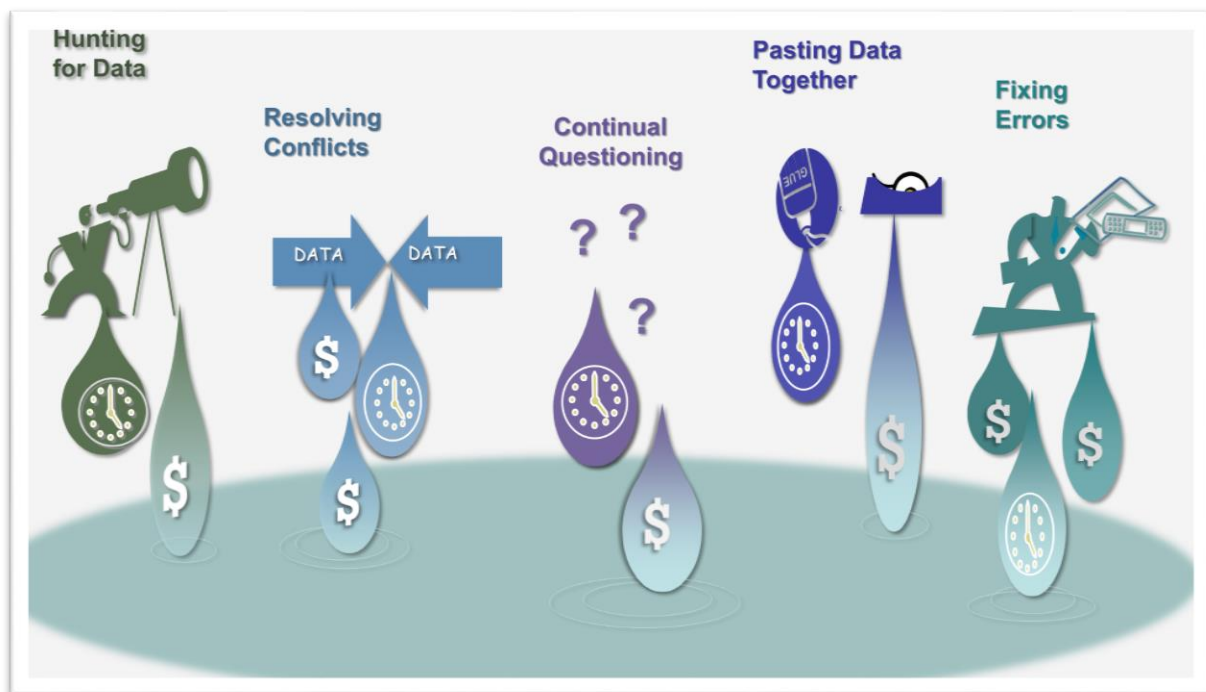 Hunting
for Data
Resolving
Conflicts
Continual
Questioning
Pasting Data
Together
Fixing
Errors
GLUE
DATA
DATA
?
?
?
$
$
$
$
$
$
$